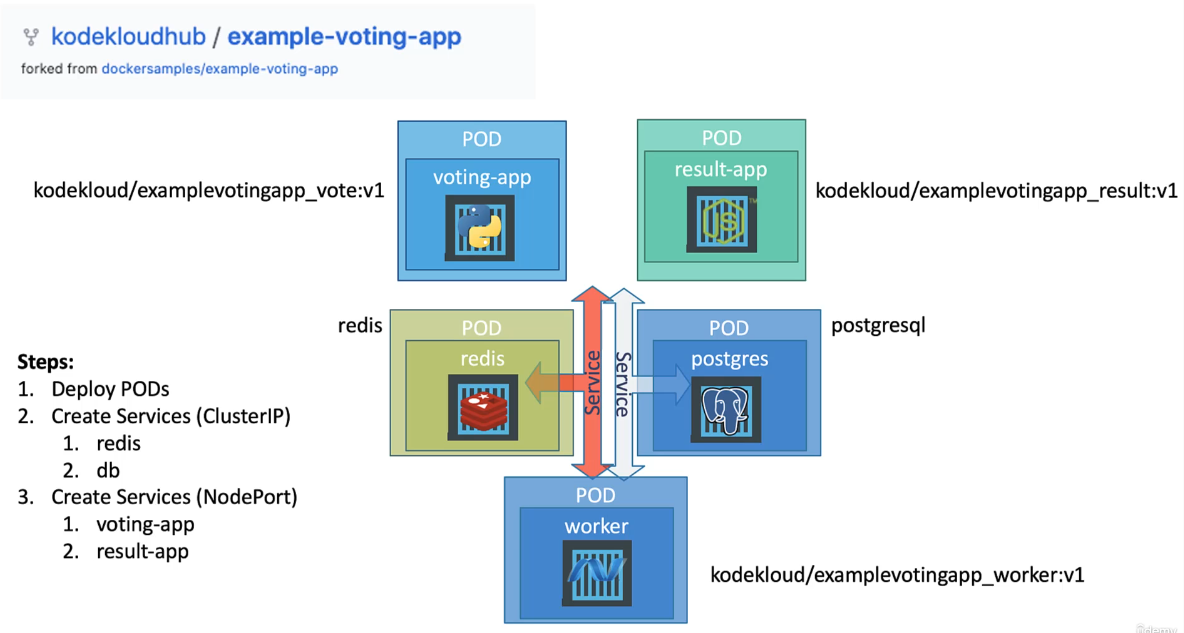 kodekloudhub / example-voting-app
forked from dockersamples/example-voting-app
POD
voting-app
kodekloud/examplevotingapp_vote:v1
POD
result-app
JS
TM
kodekloud/examplevotingapp_result:v1
redis
POD
redis
Service
Service
POD
postgres
postgresql
Steps:
1. Deploy PODs
2. Create Services (ClusterIP)
1. redis
2. db
3. Create Services (NodePort)
1. voting-app
2. result-app
POD
worker
kodekloud/examplevotingapp_worker:v1
Udemy